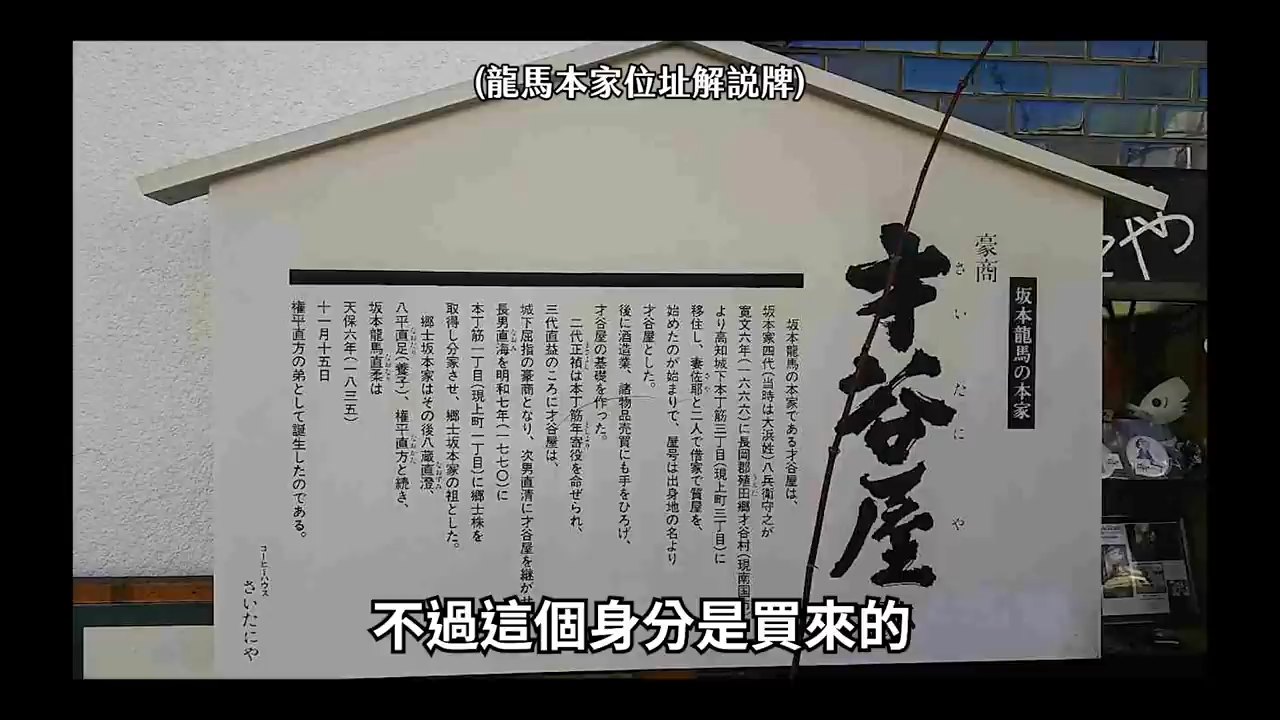 (龍馬本家位址解說牌)
坂本龍馬の本家
豪商
才谷屋
さいたにや
坂本龍馬の本家である才谷屋は、
坂本家四代(当時は大浜姓)八兵衛守之が
寛文六年(一六六六)に長岡郡殖田郷才谷村(現南国市)
より高知城下本丁筋三丁目(現上町三丁目)に
移住し、妻佐耶と二人で借家で質屋を、
始めたのが始まりで、屋号は出身地の名より
才谷屋とした。
後に酒造業、諸物品売買にも手をひろげ、
才谷屋の基礎を作った。
二代正禎は本丁筋年寄役を命ぜられ、
三代直益のころに才谷屋は、
城下屈指の豪商となり、次男直清に才谷屋を継がせ
長男直海を明和七年(一七七〇)に
本丁筋一丁目(現上町一丁目)に郷士株を
取得し分家させ、郷士坂本家の祖とした。
郷士坂本家はその後八蔵直澄、
八平直足(養子)、権平直方と続き、
坂本龍馬直柔は
天保六年(一八三五)
十一月十五日
権平直方の弟として誕生したのである。
コーヒーハウス
さいたにや
不過這個身分是買來的